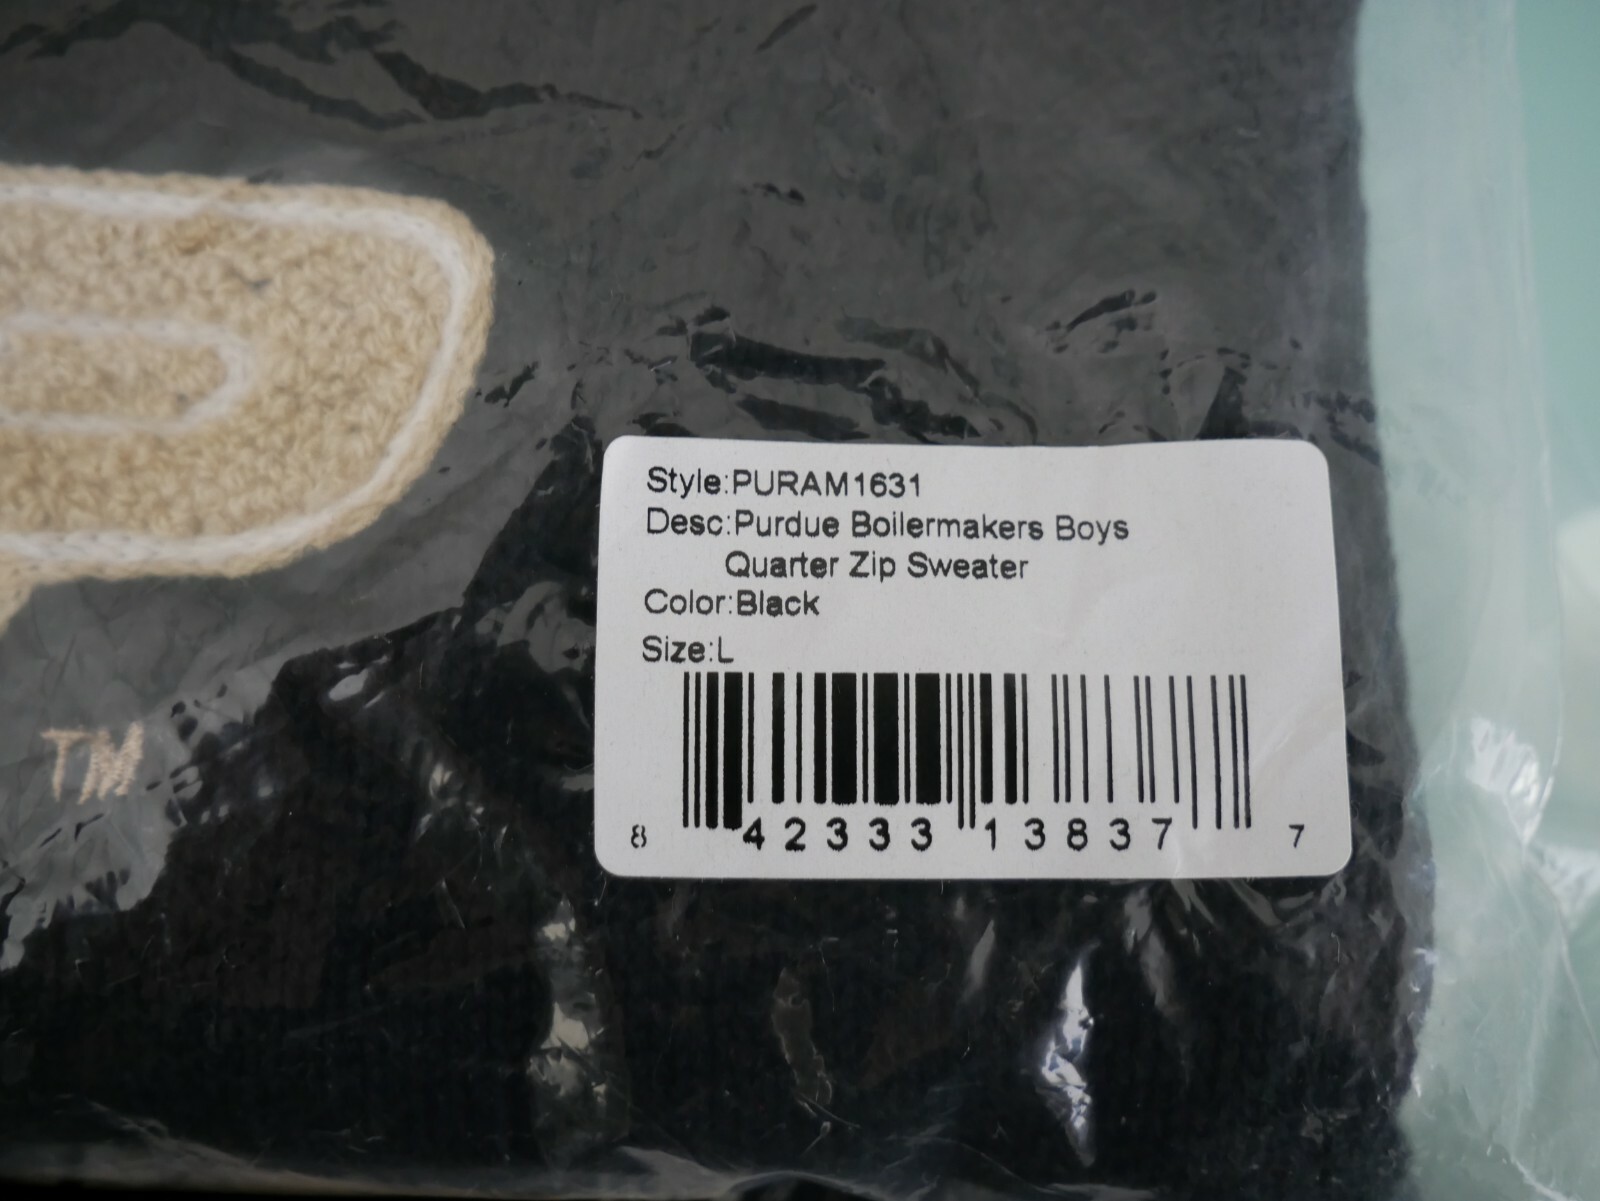 Style:PURAM1631
Desc:Purdue Boilermakers Boys
Quarter Zip Sweater
Color:Black
Size:L
8 42333 13837 7
P
TM